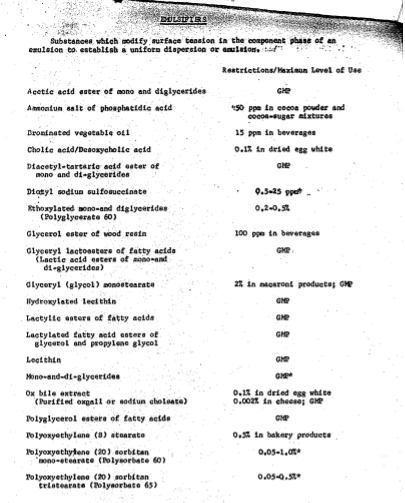 EMULSIFIERS
Substances which modify surface tension in the component phase of an
emulsion to establish a uniform dispersion or emulsion.
Restrictions/Maximum Level of Use
Acetic acid ester of mono and diglycerides GMP
Ammonium salt of phosphatidic acid 50 ppm in cocoa powder and
cocoa-sugar mixtures
Brominated vegetable oil 15 ppm in beverages
Cholic acid/Desoxycholic acid 0.1% in dried egg white
Diacetyl-tartaric acid ester of GMP
mono and di-glycerides
Dioctyl sodium sulfosuccinate 0.5-25 ppm*
Ethoxylated mono-and diglycerides 0.2-0.5%
(Polyglycerate 60)
Glycerol ester of wood resin 100 ppm in beverages
Glyceryl lactoesters of fatty acids GMP
(Lactic acid esters of mono-and
di-glycerides)
Glyceryl (glycol) monostearate 2% in macaroni products; GMP
Hydroxylated lecithin GMP
Lactylic esters of fatty acids GMP
Lactylated fatty acid esters of GMP
glycerol and propylene glycol
Lecithin GMP
Mono-and-di-glycerides GMP*
Ox bile extract 0.1% in dried egg white
(Purified oxgall or sodium choleate) 0.002% in cheese; GMP
Polyglycerol esters of fatty acids GMP
Polyoxyethylene (8) stearate 0.5% in bakery products
Polyoxyethylene (20) sorbitan 0.05-1.0%*
mono-stearate (Polysorbate 60)
Polyoxyethylene (20) sorbitan 0.05-0.5%*
tristearate (Polysorbate 65)